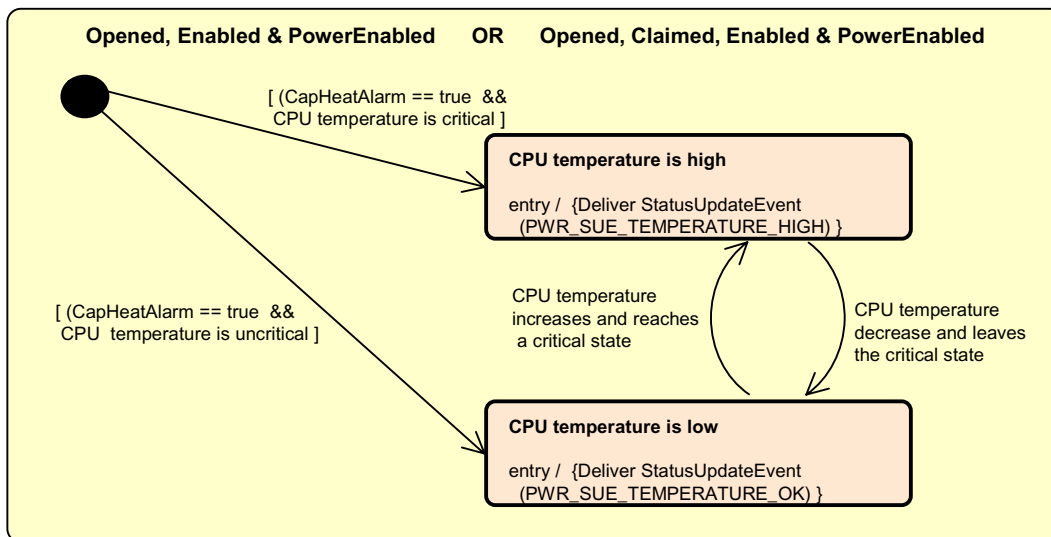 Opened, Enabled & PowerEnabled OR Opened, Claimed, Enabled & PowerEnabled
[ (CapHeatAlarm == true &&
CPU temperature is critical ]
CPU temperature is high
entry / {Deliver StatusUpdateEvent
(PWR_SUE_TEMPERATURE_HIGH) }
[ (CapHeatAlarm == true &&
CPU temperature is uncritical ]
CPU temperature
increases and reaches
a critical state
CPU temperature
decrease and leaves
the critical state
CPU temperature is low
entry / {Deliver StatusUpdateEvent
(PWR_SUE_TEMPERATURE_OK) }